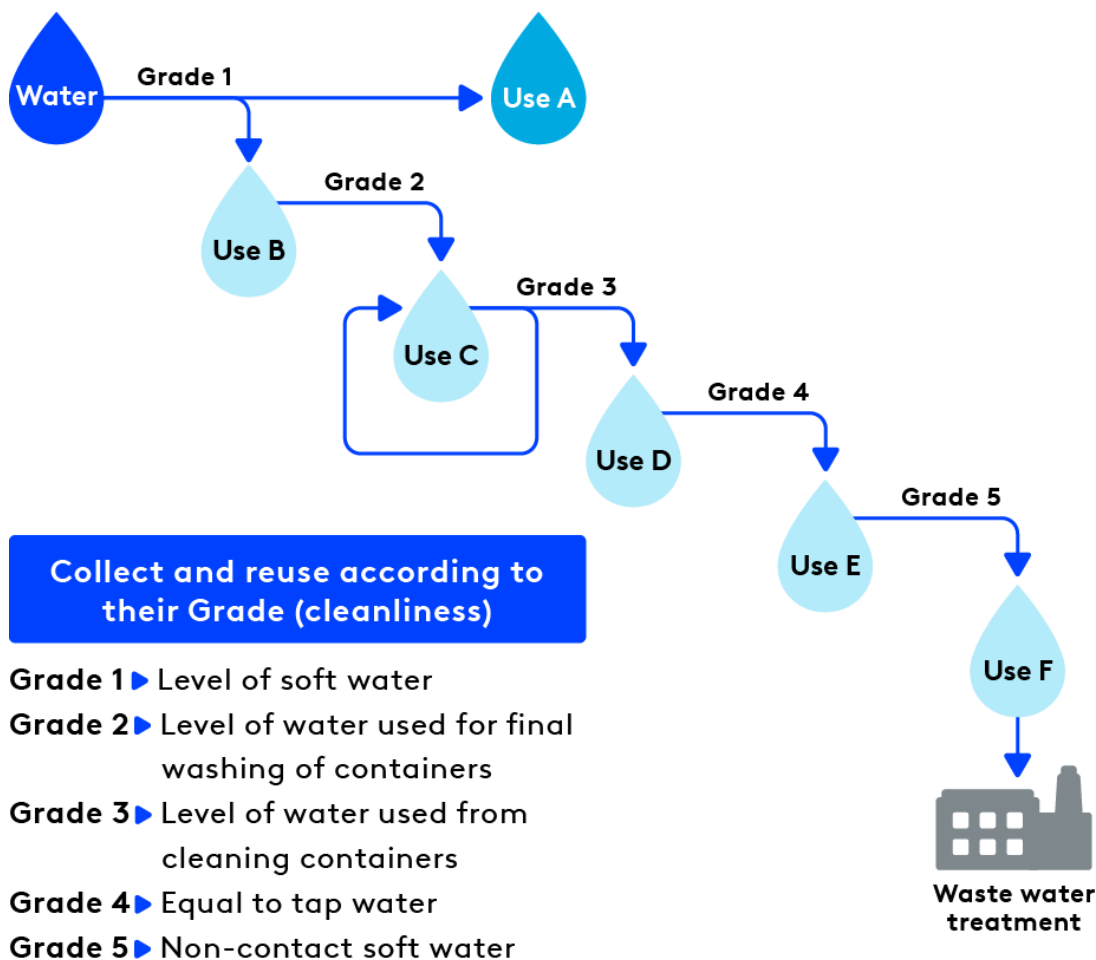 Water
Grade 1
Use A
Grade 2
Use B
Grade 3
Use C
Grade 4
Use D
Grade 5
Use E
Use F
Waste water
treatment
Collect and reuse according to
their Grade (cleanliness)
Grade 1 ▶ Level of soft water
Grade 2 ▶ Level of water used for final
washing of containers
Grade 3 ▶ Level of water used from
cleaning containers
Grade 4 ▶ Equal to tap water
Grade 5 ▶ Non-contact soft water